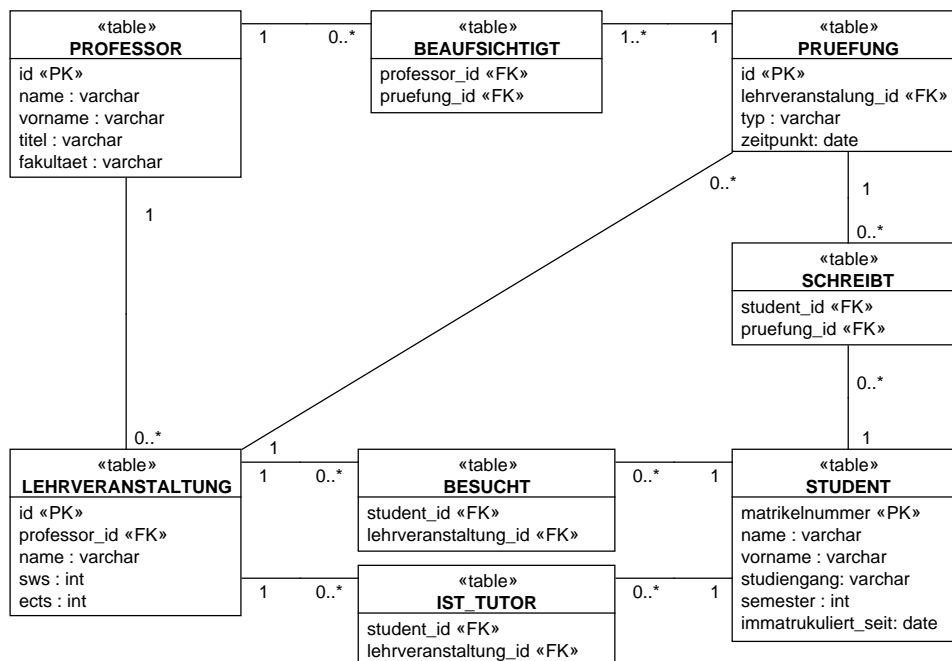 «table»
PROFESSOR
id «PK»
name : varchar
vorname : varchar
titel : varchar
fakultaet : varchar
1
0..*
«table»
BEAUFSICHTIGT
professor_id «FK»
pruefung_id «FK»
1..*
1
«table»
PRUEFUNG
id «PK»
lehrveranstalung_id «FK»
typ : varchar
zeitpunkt: date
1
0..*
1
0..*
«table»
SCHREIBT
student_id «FK»
pruefung_id «FK»
0..*
1
0..*
1
«table»
LEHRVERANSTALTUNG
id «PK»
professor_id «FK»
name : varchar
sws : int
ects : int
1
0..*
«table»
BESUCHT
student_id «FK»
lehrveranstaltung_id «FK»
0..*
1
«table»
STUDENT
matrikelnummer «PK»
name : varchar
vorname : varchar
studiengang: varchar
semester : int
immatrukuliert_seit: date
1
0..*
«table»
IST_TUTOR
student_id «FK»
lehrveranstaltung_id «FK»
0..*
1